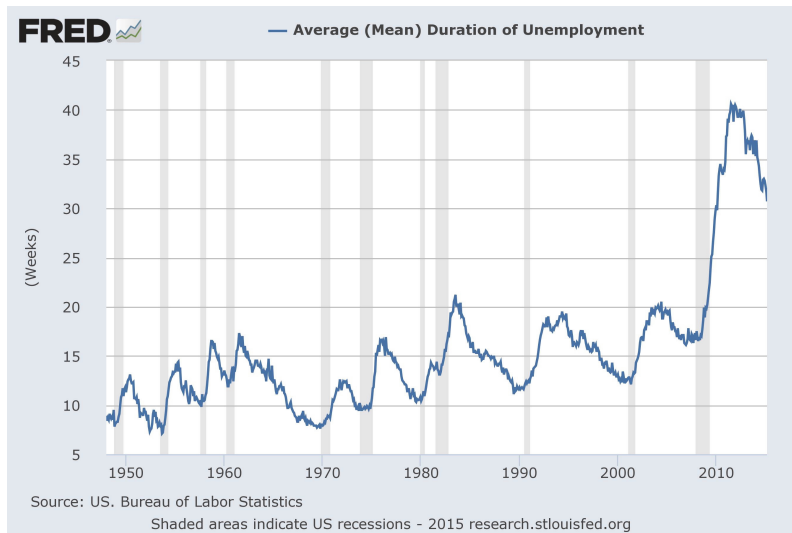 FRED
Average (Mean) Duration of Unemployment
45
40
35
30
25
20
15
10
5
(Weeks)
1950 1960 1970 1980 1990 2000 2010
Source: US. Bureau of Labor Statistics
Shaded areas indicate US recessions - 2015 research.stlouisfed.org